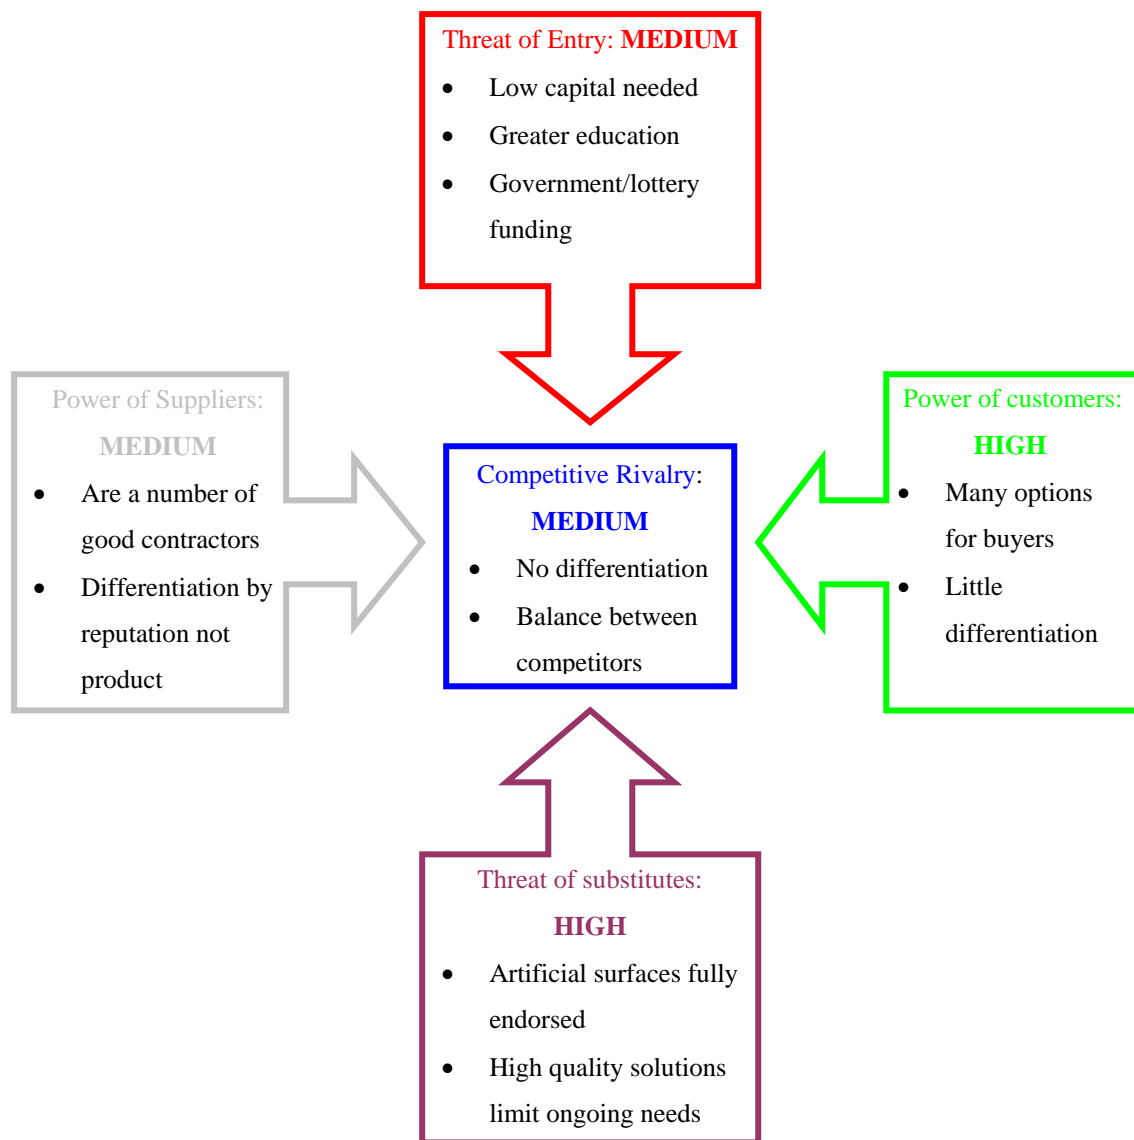 Threat of Entry: MEDIUM
• Low capital needed
• Greater education
• Government/lottery
funding
Power of Suppliers:
MEDIUM
• Are a number of
good contractors
• Differentiation by
reputation not
product
Competitive Rivalry:
MEDIUM
• No differentiation
• Balance between
competitors
Power of customers:
HIGH
• Many options
for buyers
• Little
differentiation
Threat of substitutes:
HIGH
• Artificial surfaces fully
endorsed
• High quality solutions
limit ongoing needs